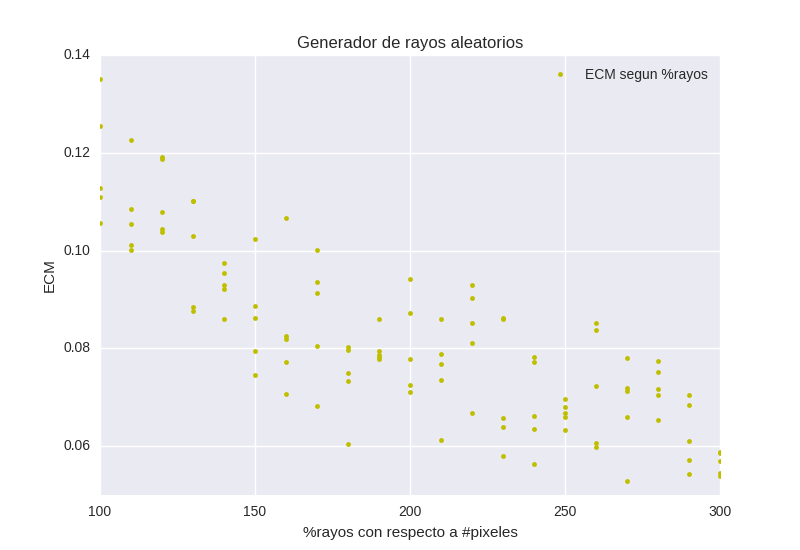 Generador de rayos aleatorios
ECM segun %rayos
0.14
0.12
0.10
0.08
0.06
ECM
100 150 200 250 300
%rayos con respecto a #pixeles